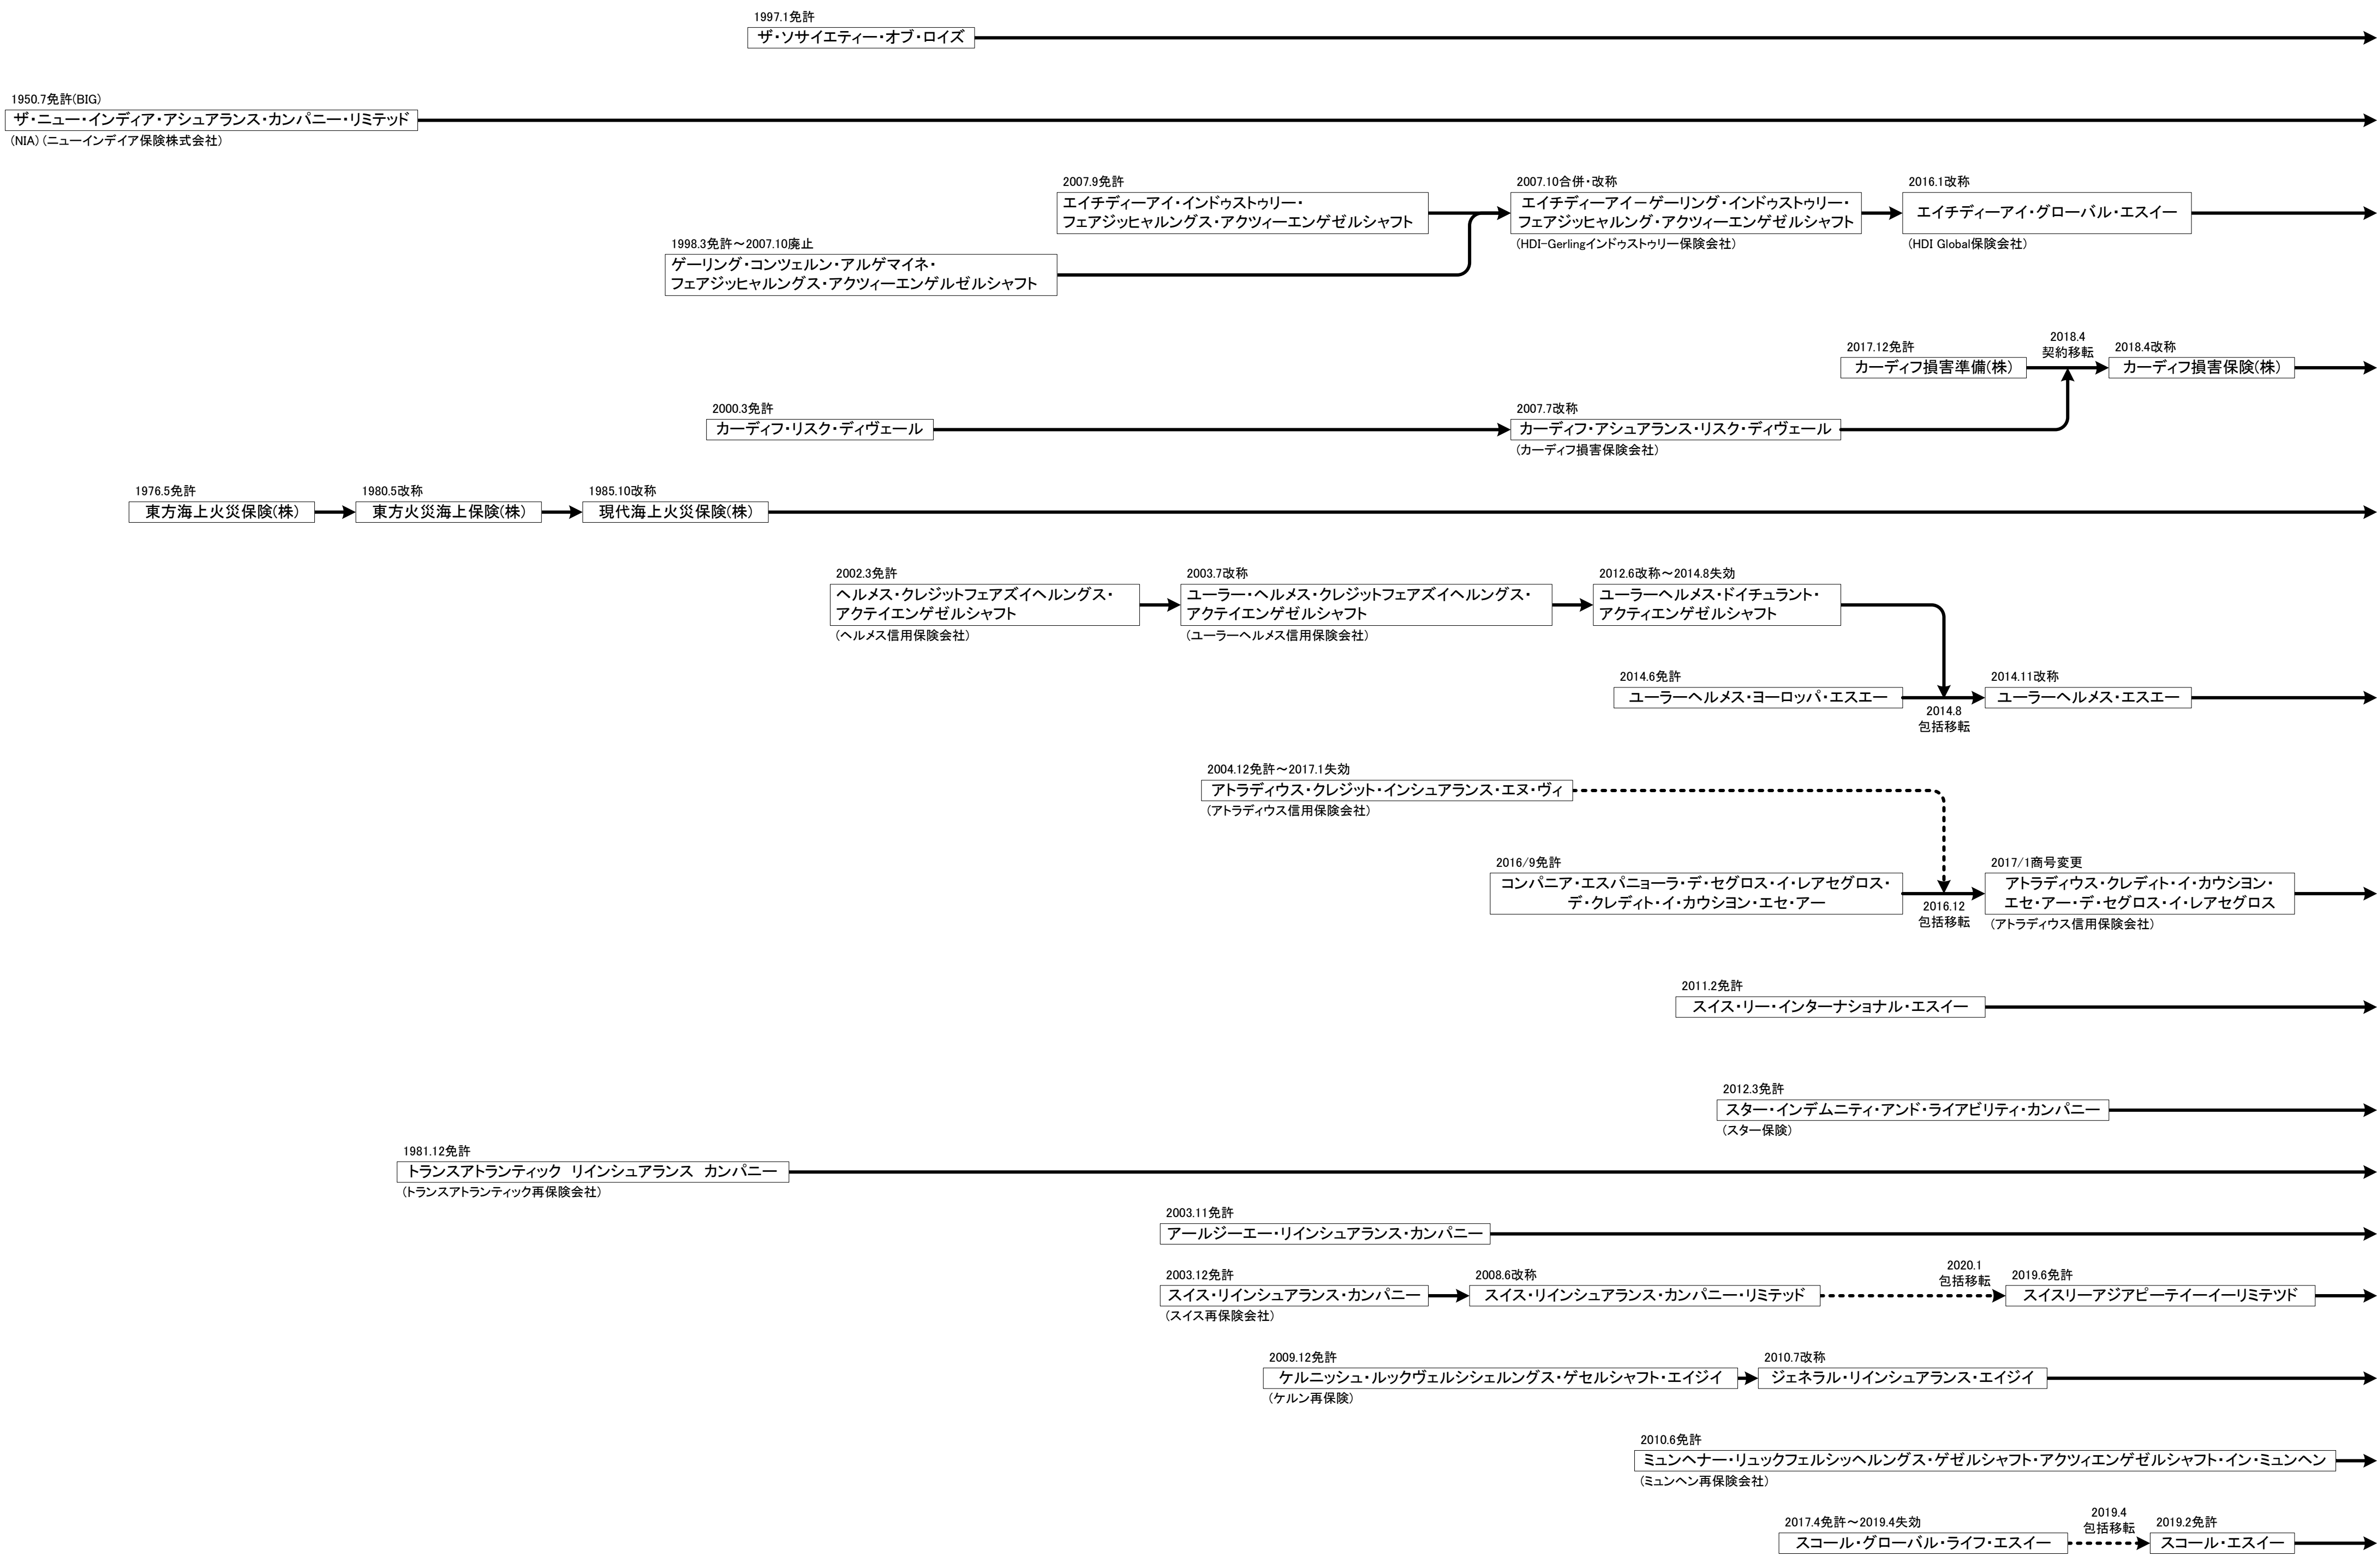 1997.1免許
ザ・ソサイエティー・オブ・ロイズ
1950.7免許(BIG)
ザ・ニュー・インディア・アシュアランス・カンパニー・リミテッド
(NIA)(ニューインデイア保険株式会社)
2007.9免許
エイチディーアイ・インドゥストゥリー・
フェアジッヒャルングス・アクツィーエンゲゼルシャフト
2007.10合併・改称
エイチディーアイ－ゲーリング・インドゥストゥリー・
フェアジッヒャルング・アクツィーエンゲゼルシャフト
(HDI-Gerlingインドゥストゥリー保険会社)
2016.1改称
エイチディーアイ・グローバル・エスイー
(HDI Global保険会社)
1998.3免許～2007.10廃止
ゲーリング・コンツェルン・アルゲマイネ・
フェアジッヒャルングス・アクツィーエンゲルゼルシャフト
2017.12免許
カーディフ損害準備(株)
2018.4
契約移転
2018.4改称
カーディフ損害保険(株)
2000.3免許
カーディフ・リスク・ディヴェール
2007.7改称
カーディフ・アシュアランス・リスク・ディヴェール
(カーディフ損害保険会社)
1976.5免許
東方海上火災保険(株)
1980.5改称
東方火災海上保険(株)
1985.10改称
現代海上火災保険(株)
2002.3免許
ヘルメス・クレジットフェアズイヘルングス・
アクテイエンゲゼルシャフト
(ヘルメス信用保険会社)
2003.7改称
ユーラー・ヘルメス・クレジットフェアズイヘルングス・
アクテイエンゲゼルシャフト
(ユーラーヘルメス信用保険会社)
2012.6改称～2014.8失効
ユーラーヘルメス・ドイチュラント・
アクティエンゲゼルシャフト
2014.6免許
ユーラーヘルメス・ヨーロッパ・エスエー
2014.8
包括移転
2014.11改称
ユーラーヘルメス・エスエー
2004.12免許～2017.1失効
アトラディウス・クレジット・インシュアランス・エヌ・ヴィ
(アトラディウス信用保険会社)
2016/9免許
コンパニア・エスパニョーラ・デ・セグロス・イ・レアセグロス・
デ・クレディト・イ・カウシヨン・エセ・アー
2016.12
包括移転
2017/1商号変更
アトラディウス・クレディト・イ・カウシヨン・
エセ・アー・デ・セグロス・イ・レアセグロス
(アトラディウス信用保険会社)
2011.2免許
スイス・リー・インターナショナル・エスイー
2012.3免許
スター・インデムニティ・アンド・ライアビリティ・カンパニー
(スター保険)
1981.12免許
トランスアトランティック　リインシュアランス　カンパニー
(トランスアトランティック再保険会社)
2003.11免許
アールジーエー・リインシュアランス・カンパニー
2003.12免許
スイス・リインシュアランス・カンパニー
(スイス再保険会社)
2008.6改称
スイス・リインシュアランス・カンパニー・リミテッド
2020.1
包括移転
2019.6免許
スイスリーアジアピーテイーイーリミテツド
2009.12免許
ケルニッシュ・ルックヴェルシシェルングス・ゲセルシャフト・エイジイ
(ケルン再保険)
2010.7改称
ジェネラル・リインシュアランス・エイジイ
2010.6免許
ミュンヘナー・リュックフェルシッヘルングス・ゲゼルシャフト・アクツィエンゲゼルシャフト・イン・ミュンヘン
(ミュンヘン再保険会社)
2017.4免許～2019.4失効
スコール・グローバル・ライフ・エスイー
2019.4
包括移転
2019.2免許
スコール・エスイー